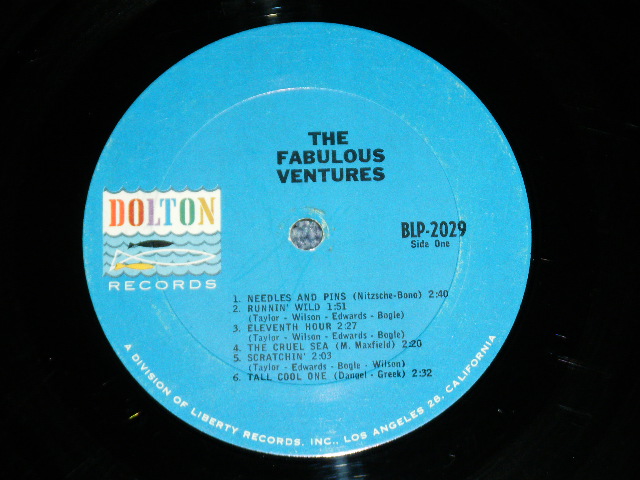 THE
FABULOUS
VENTURES
DOLTON
RECORDS
BLP-2029
Side One
1. NEEDLES AND PINS (Nitzsche-Bono) 2:40
2. RUNNIN' WILD 1:51
(Taylor - Wilson - Edwards - Bogle)
3. ELEVENTH HOUR 2:27
(Taylor - Wilson - Edwards - Bogle)
4. THE CRUEL SEA (M. Maxfield) 2:20
5. SCRATCHIN' 2:03
(Taylor - Edwards - Bogle - Wilson)
6. TALL COOL ONE (Dangel - Greek) 2:32
A DIVISION OF LIBERTY RECORDS, INC., LOS ANGELES 28, CALIFORNIA